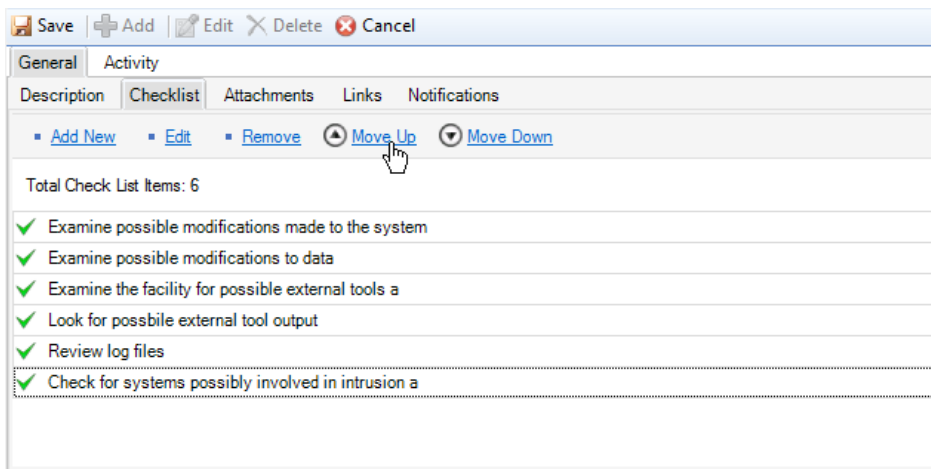 Save Add Edit Delete Cancel
General Activity
Description Checklist Attachments Links Notifications
Add New Edit Remove Move Up Move Down
Total Check List Items: 6
Examine possible modifications made to the system
Examine possible modifications to data
Examine the facility for possible external tools a
Look for possbile external tool output
Review log files
Check for systems possibly involved in intrusion a